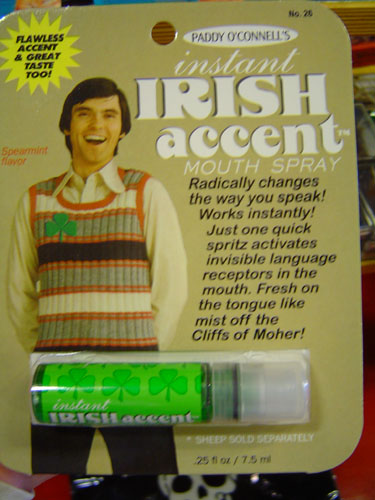 No. 26
FLAWLESS
ACCENT
& GREAT
TASTE
TOO!
PADDY O'CONNELL'S
instant
IRISH
accent™
MOUTH SPRAY
Spearmint
flavor
Radically changes
the way you speak!
Works instantly!
Just one quick
spritz activates
invisible language
receptors in the
mouth. Fresh on
the tongue like
mist off the
Cliffs of Moher!
instant
IRISH accent
* SHEEP SOLD SEPARATELY
.25 fl oz / 7.5 ml